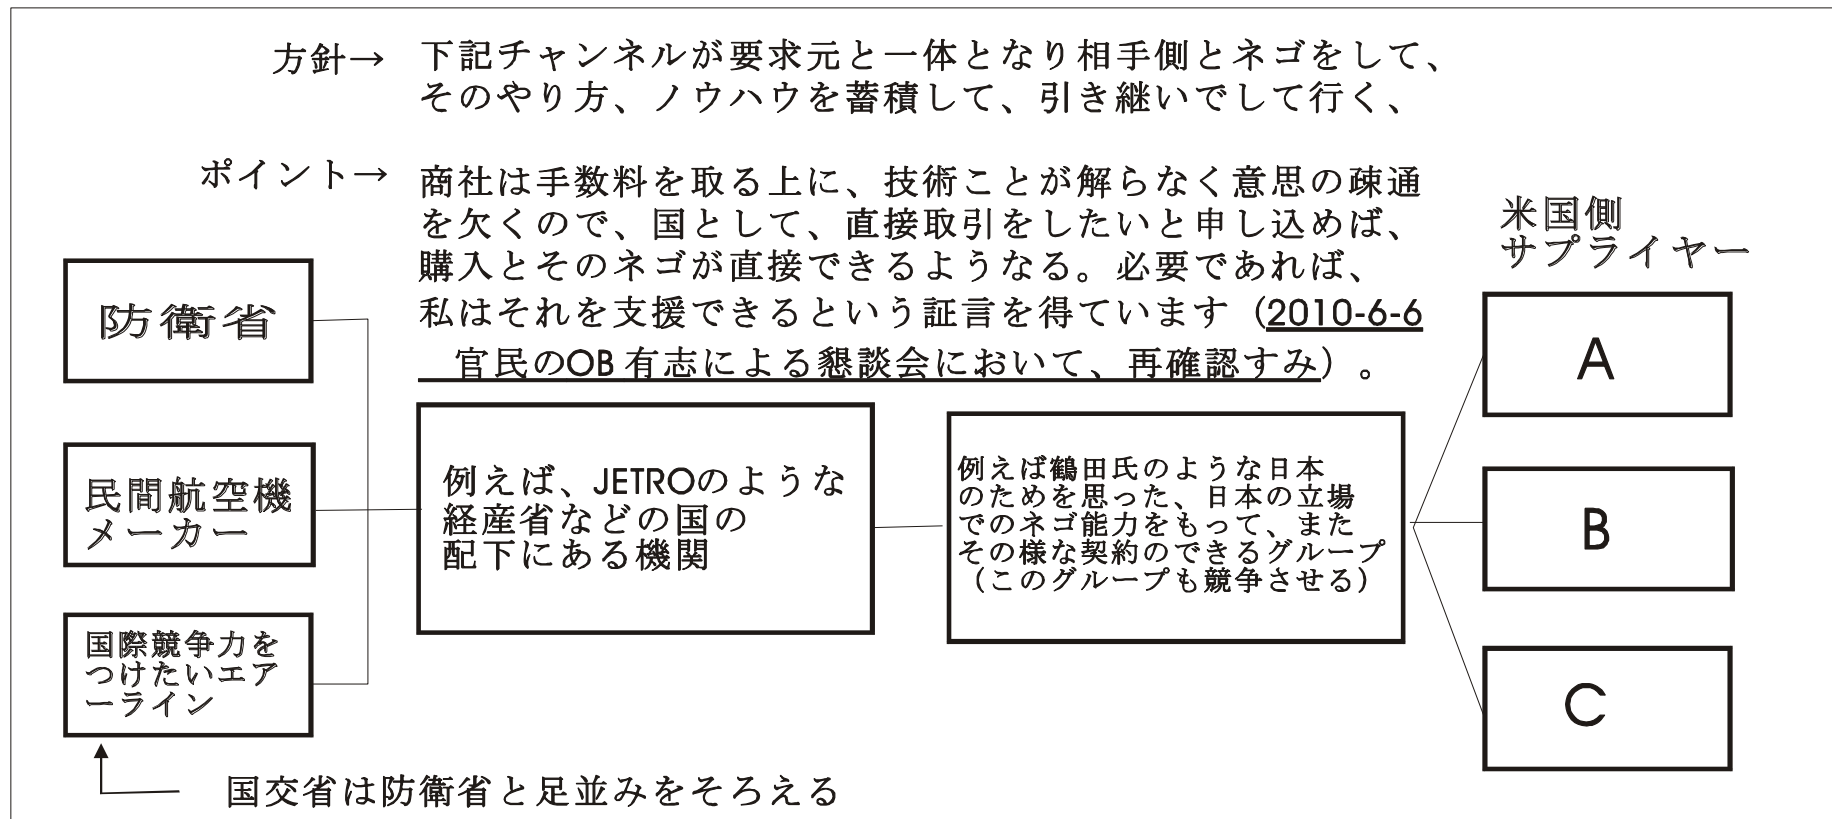 方針→ 下記チャンネルが要求元と一体となり相手側とネゴをして、
そのやり方、ノウハウを蓄積して、引き継いでして行く、
ポイント→ 商社は手数料を取る上に、技術ことが解らなく意思の疎通
を欠くので、国として、直接取引をしたいと申し込めば、
購入とそのネゴが直接できるようなる。必要であれば、
私はそれを支援できるという証言を得ています（2010-6-6
官民のOB有志による懇談会において、再確認すみ）。
米国側
サプライヤー
防衛省
民間航空機
メーカー
国際競争力を
つけたいエア
ーライン
例えば、JETROのような
経産省などの国の
配下にある機関
例えば鶴田氏のような日本
のためを思った、日本の立場
でのネゴ能力をもって、また
その様な契約のできるグループ
（このグループも競争させる）
A
B
C
国交省は防衛省と足並みをそろえる